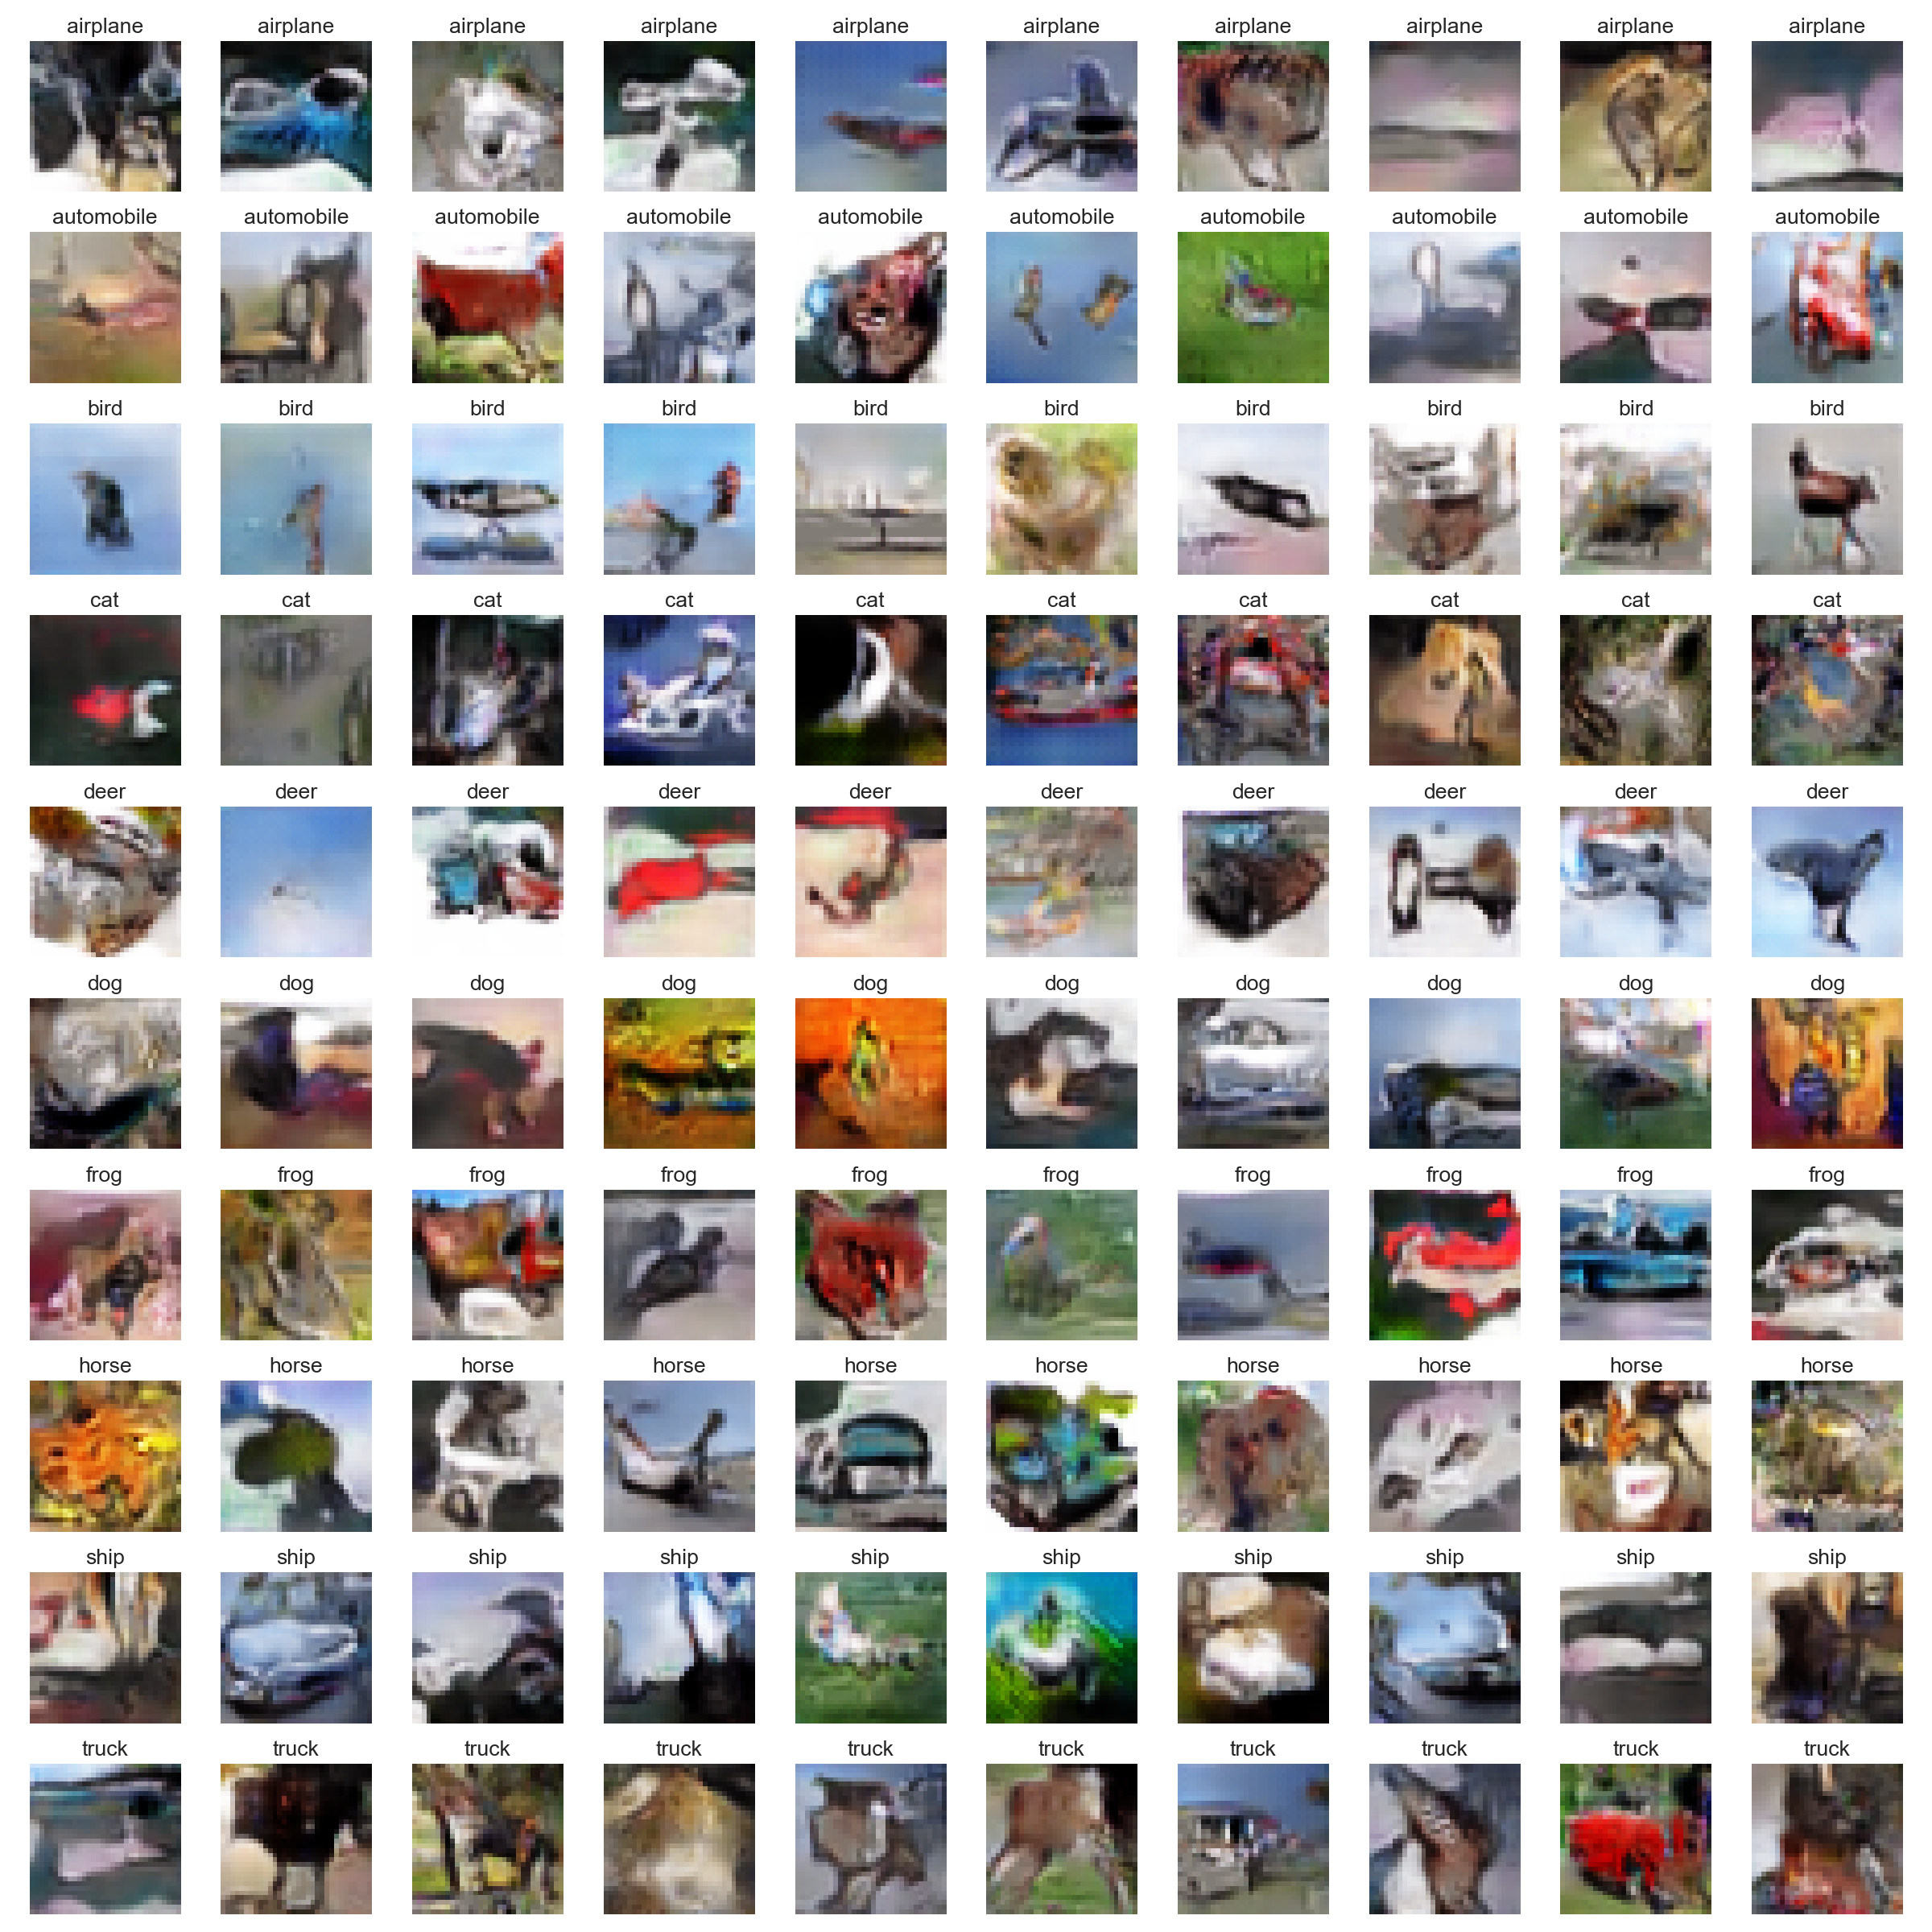 airplane airplane airplane airplane airplane airplane airplane airplane airplane airplane
automobile automobile automobile automobile automobile automobile automobile automobile automobile automobile
bird bird bird bird bird bird bird bird bird bird
cat cat cat cat cat cat cat cat cat cat
deer deer deer deer deer deer deer deer deer deer
dog dog dog dog dog dog dog dog dog dog
frog frog frog frog frog frog frog frog frog frog
horse horse horse horse horse horse horse horse horse horse
ship ship ship ship ship ship ship ship ship ship
truck truck truck truck truck truck truck truck truck truck